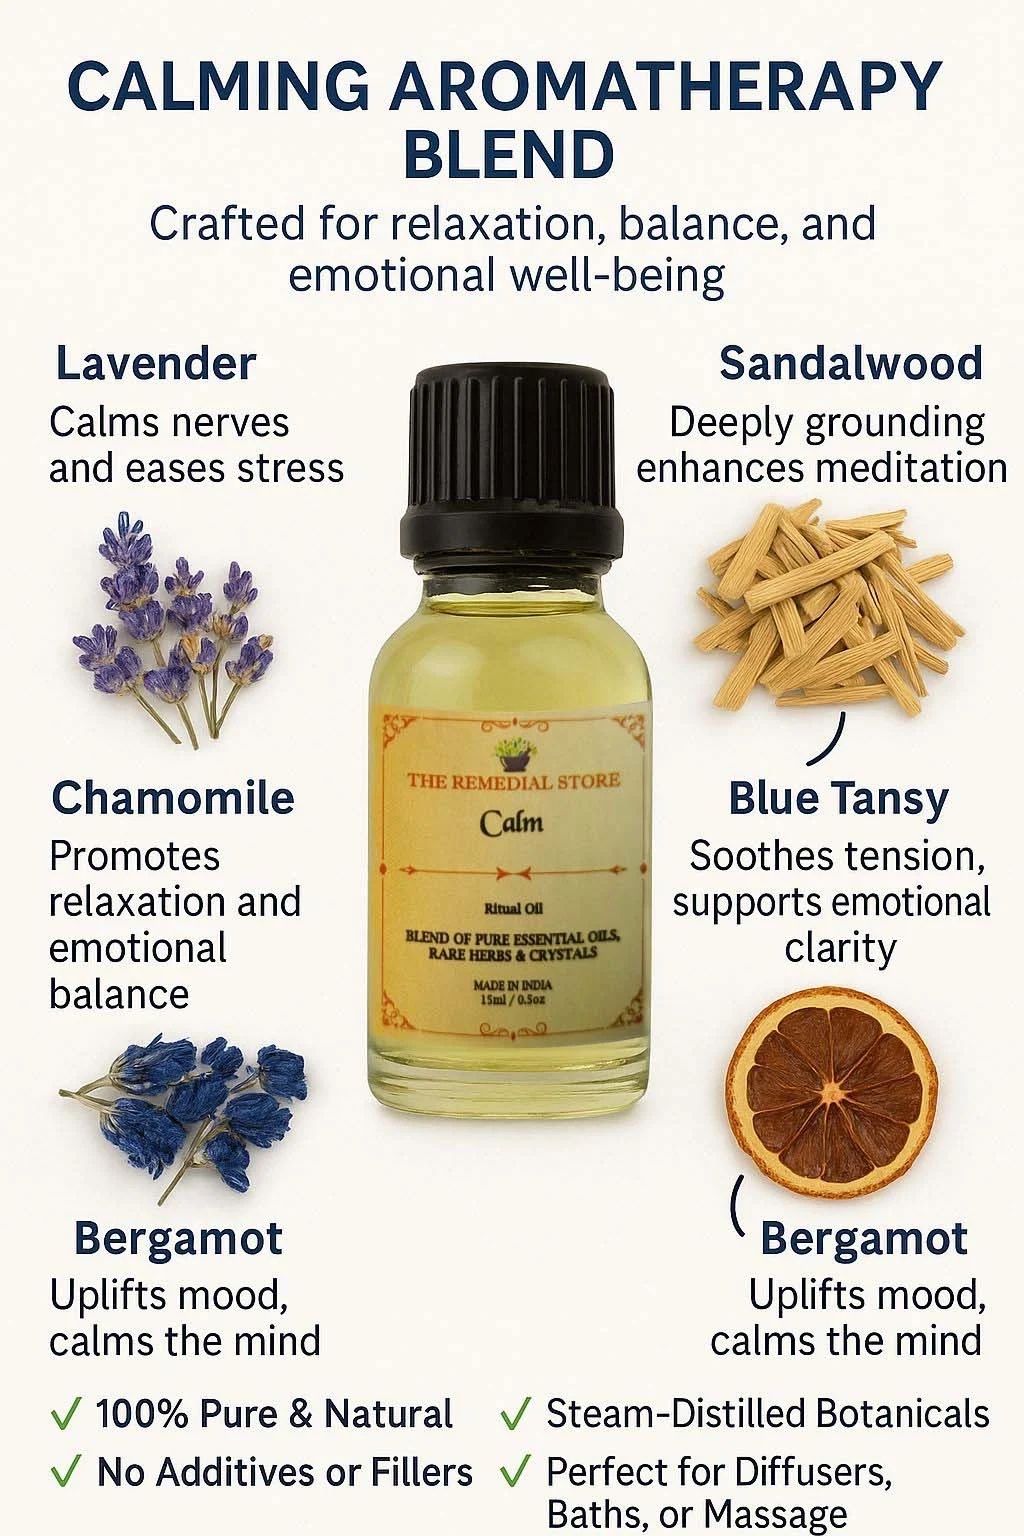 CALMING AROMATHERAPY
BLEND
Crafted for relaxation, balance, and
emotional well-being
Lavender
Calms nerves
and eases stress
Sandalwood
Deeply grounding
enhances meditation
THE REMEDIAL STORE
Calm
Ritual Oil
BLEND OF PURE ESSENTIAL OILS,
RARE HERBS & CRYSTALS
MADE IN INDIA
15ml / 0.5oz
Chamomile
Promotes
relaxation and
emotional
balance
Blue Tansy
Soothes tension,
supports emotional
clarity
Bergamot
Uplifts mood,
calms the mind
Bergamot
Uplifts mood,
calms the mind
✓ 100% Pure & Natural
✓ Steam-Distilled Botanicals
✓ No Additives or Fillers
✓ Perfect for Diffusers,
Baths, or Massage